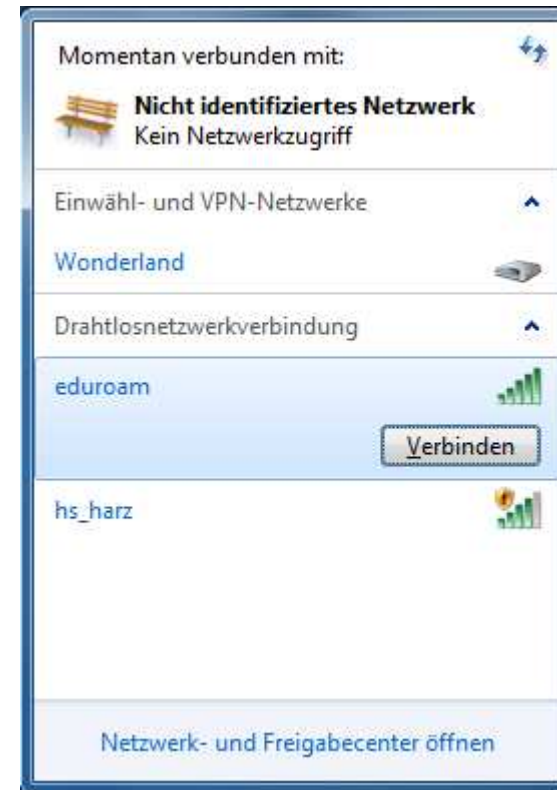 Momentan verbunden mit:
Nicht identifiziertes Netzwerk
Kein Netzwerkzugriff
Einwähl- und VPN-Netzwerke
Wonderland
Drahtlosnetzwerkverbindung
eduroam
Verbinden
hs_harz
Netzwerk- und Freigabecenter öffnen